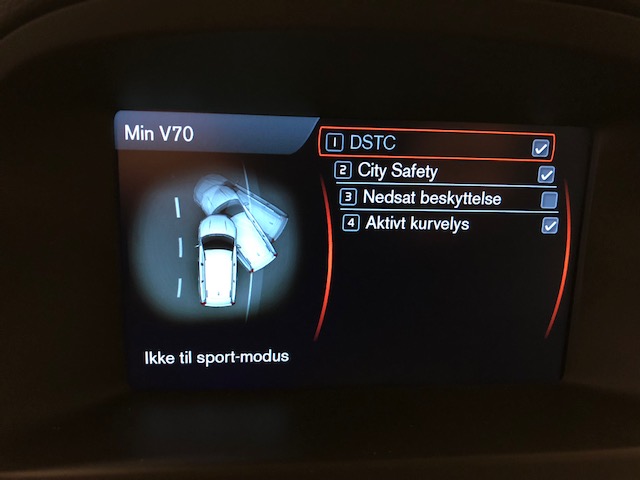 Min V70
1 DSTC
2 City Safety
3 Nedsat beskyttelse
4 Aktivt kurvelys
Ikke til sport-modus